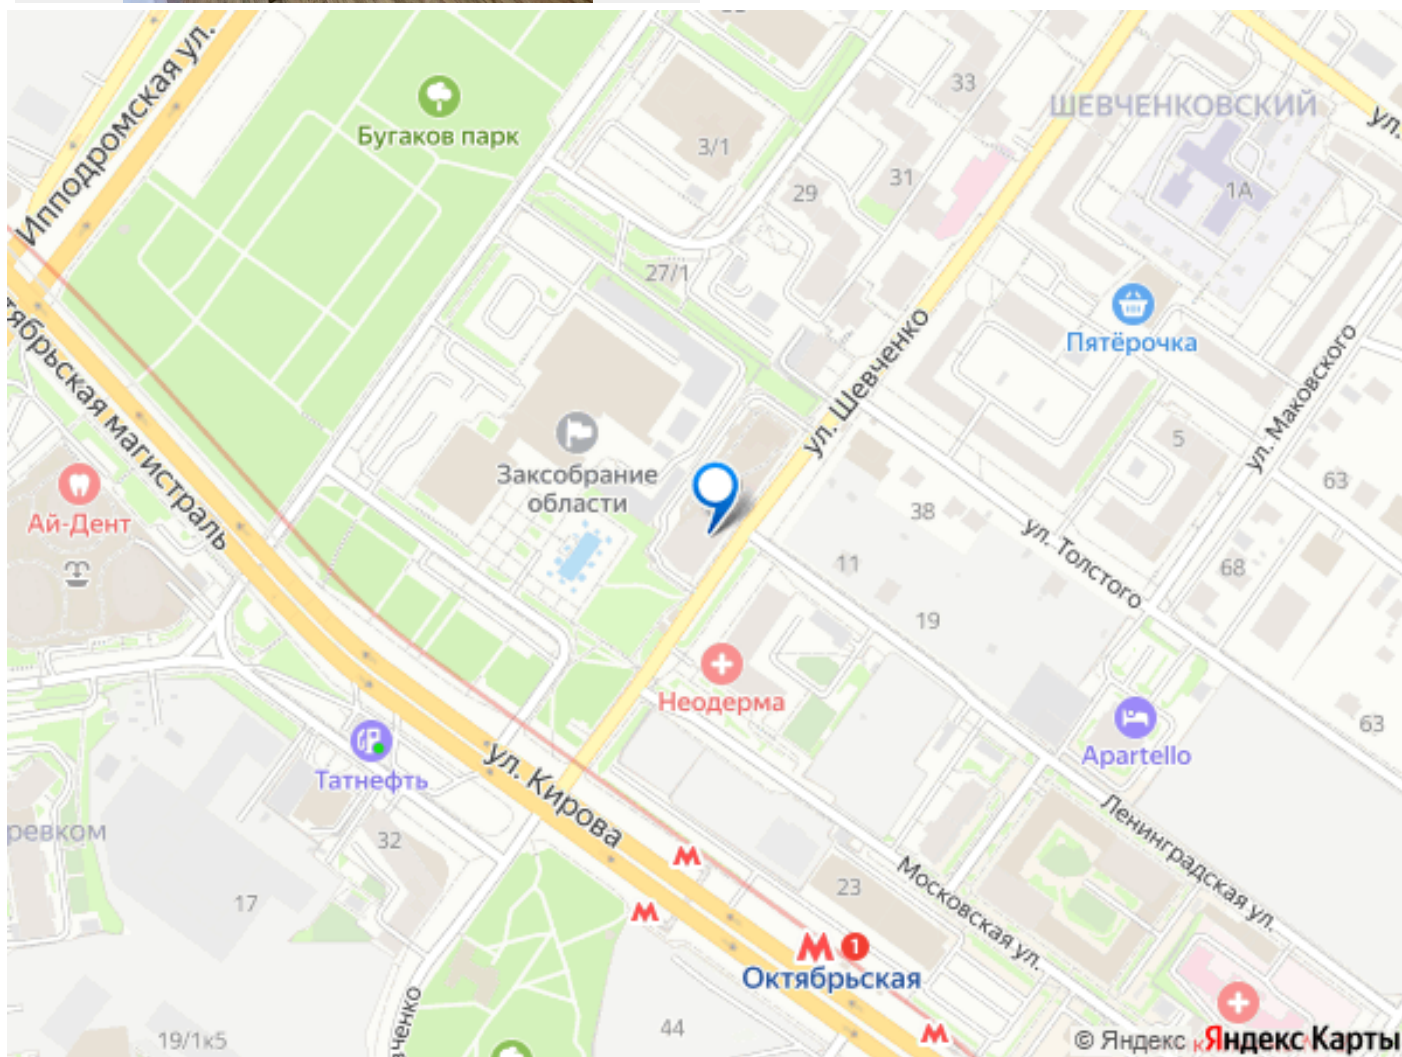 Ипподромская ул.
Бугаков парк
3/1
33
31
29
ШЕВЧЕНКОВСКИЙ
1А
ул.
27/1
ул. Шевченко
Пятёрочка
ул. Маковского
тябрьская магистраль
Ай-Дент
Заксобрание
области
5
63
38
11
19
ул. Толстого
68
Неодерма
63
Apartello
Татнефть
ул. Кирова
Ленинградская ул.
ревком
32
17
23
Московская ул.
1
Октябрьская
19/1к5
вченко
44
© Яндекс
Яндекс Карты